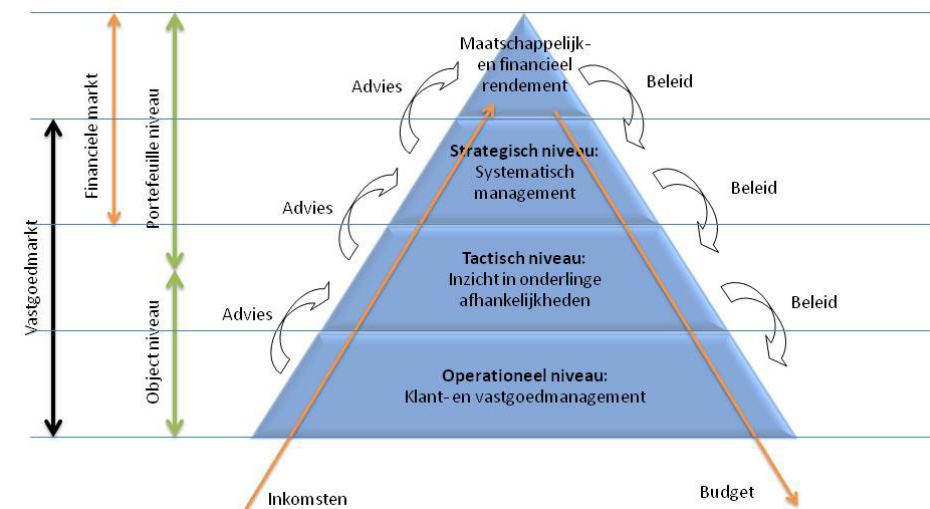 Maatschappelijk-
en financieel
rendement
Advies
Beleid
Financiele markt
Portefeuille niveau
Strategisch niveau:
Systematisch
management
Advies
Beleid
Vastgoedmarkt
Tactisch niveau:
Inzicht in onderlinge
afhankelijkheden
Advies
Beleid
Object niveau
Operationeel niveau:
Klant- en vastgoedmanagement
Inkomsten
Budget